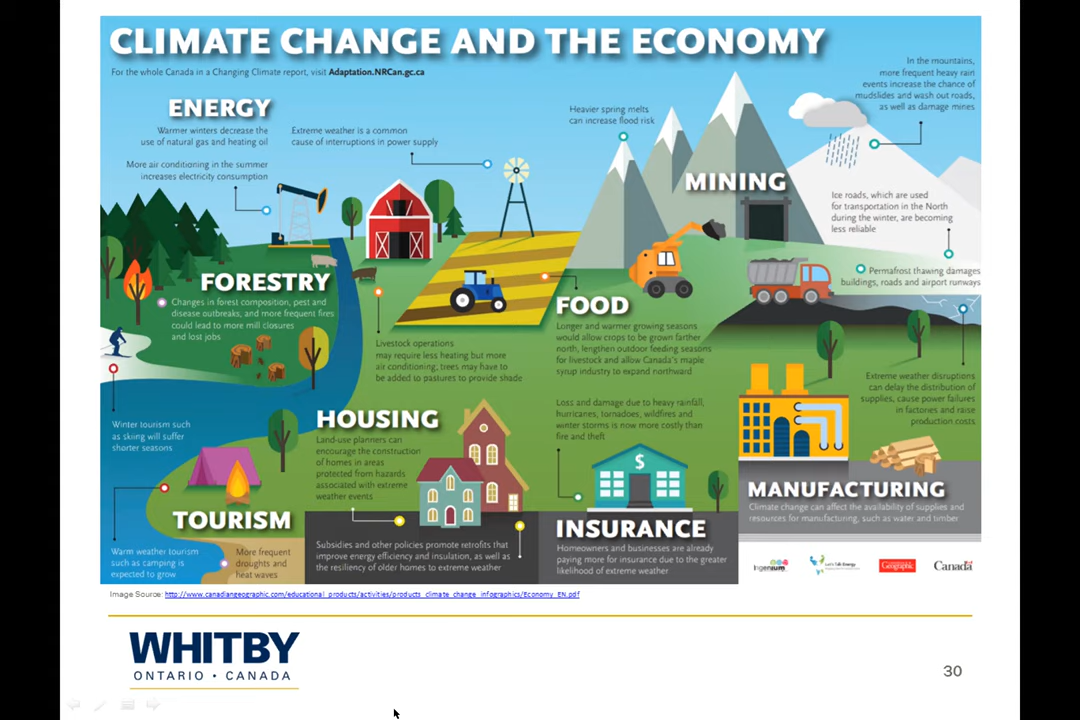 CLIMATE CHANGE AND THE ECONOMY
For the whole Canada in a Changing Climate report, visit Adaptation.NRCan.gc.ca
ENERGY
Warmer winters decrease the
use of natural gas and heating oil
More air conditioning in the summer
increases electricity consumption
Extreme weather is a common
cause of interruptions in power supply
Heavier spring melts
can increase flood risk
In the mountains,
more frequent heavy rain
events increase the chance of
mudslides and wash out roads,
as well as damage mines
MINING
Ice roads, which are used
for transportation in the North
during the winter, are becoming
less reliable
Permafrost thawing damages
buildings, roads and airport runways
FORESTRY
Changes in forest composition, pest and
disease outbreaks, and more frequent fires
could lead to more mill closures
and lost jobs
FOOD
Longer and warmer growing seasons
would allow crops to be grown farther
north, lengthen outdoor feeding seasons
for livestock and allow Canada's maple
syrup industry to expand northward
Livestock operations
may require less heating but more
air conditioning, trees may have to
be added to pastures to provide shade
Extreme weather disruptions
can delay the distribution of
supplies, cause power failures
in factories and raise
production costs
Winter tourism such
as skiing will suffer
shorter seasons
HOUSING
Land-use planners can
encourage the construction
of homes in areas
protected from hazards
associated with extreme
weather events
Loss and damage due to heavy rainfall,
hurricanes, tornadoes, wildfires and
winter storms is now more costly than
fire and theft
$
MANUFACTURING
Climate change can affect the availability of supplies and
resources for manufacturing, such as water and timber
TOURISM
Warm weather tourism
such as camping is
expected to grow
More frequent
droughts and
heat waves
Subsidies and other policies promote retrofits that
improve energy efficiency and insulation, as well as
the resiliency of older homes to extreme weather
INSURANCE
Homeowners and businesses are already
paying more for insurance due to the greater
likelihood of extreme weather
ingenium
Let's Talk Energy
Geographic
Canada
Image Source: http://www.canadiangeographic.com/educational_products/activities/products_climate_change_infographics/Economy_EN.pdf
WHITBY
ONTARIO • CANADA
30